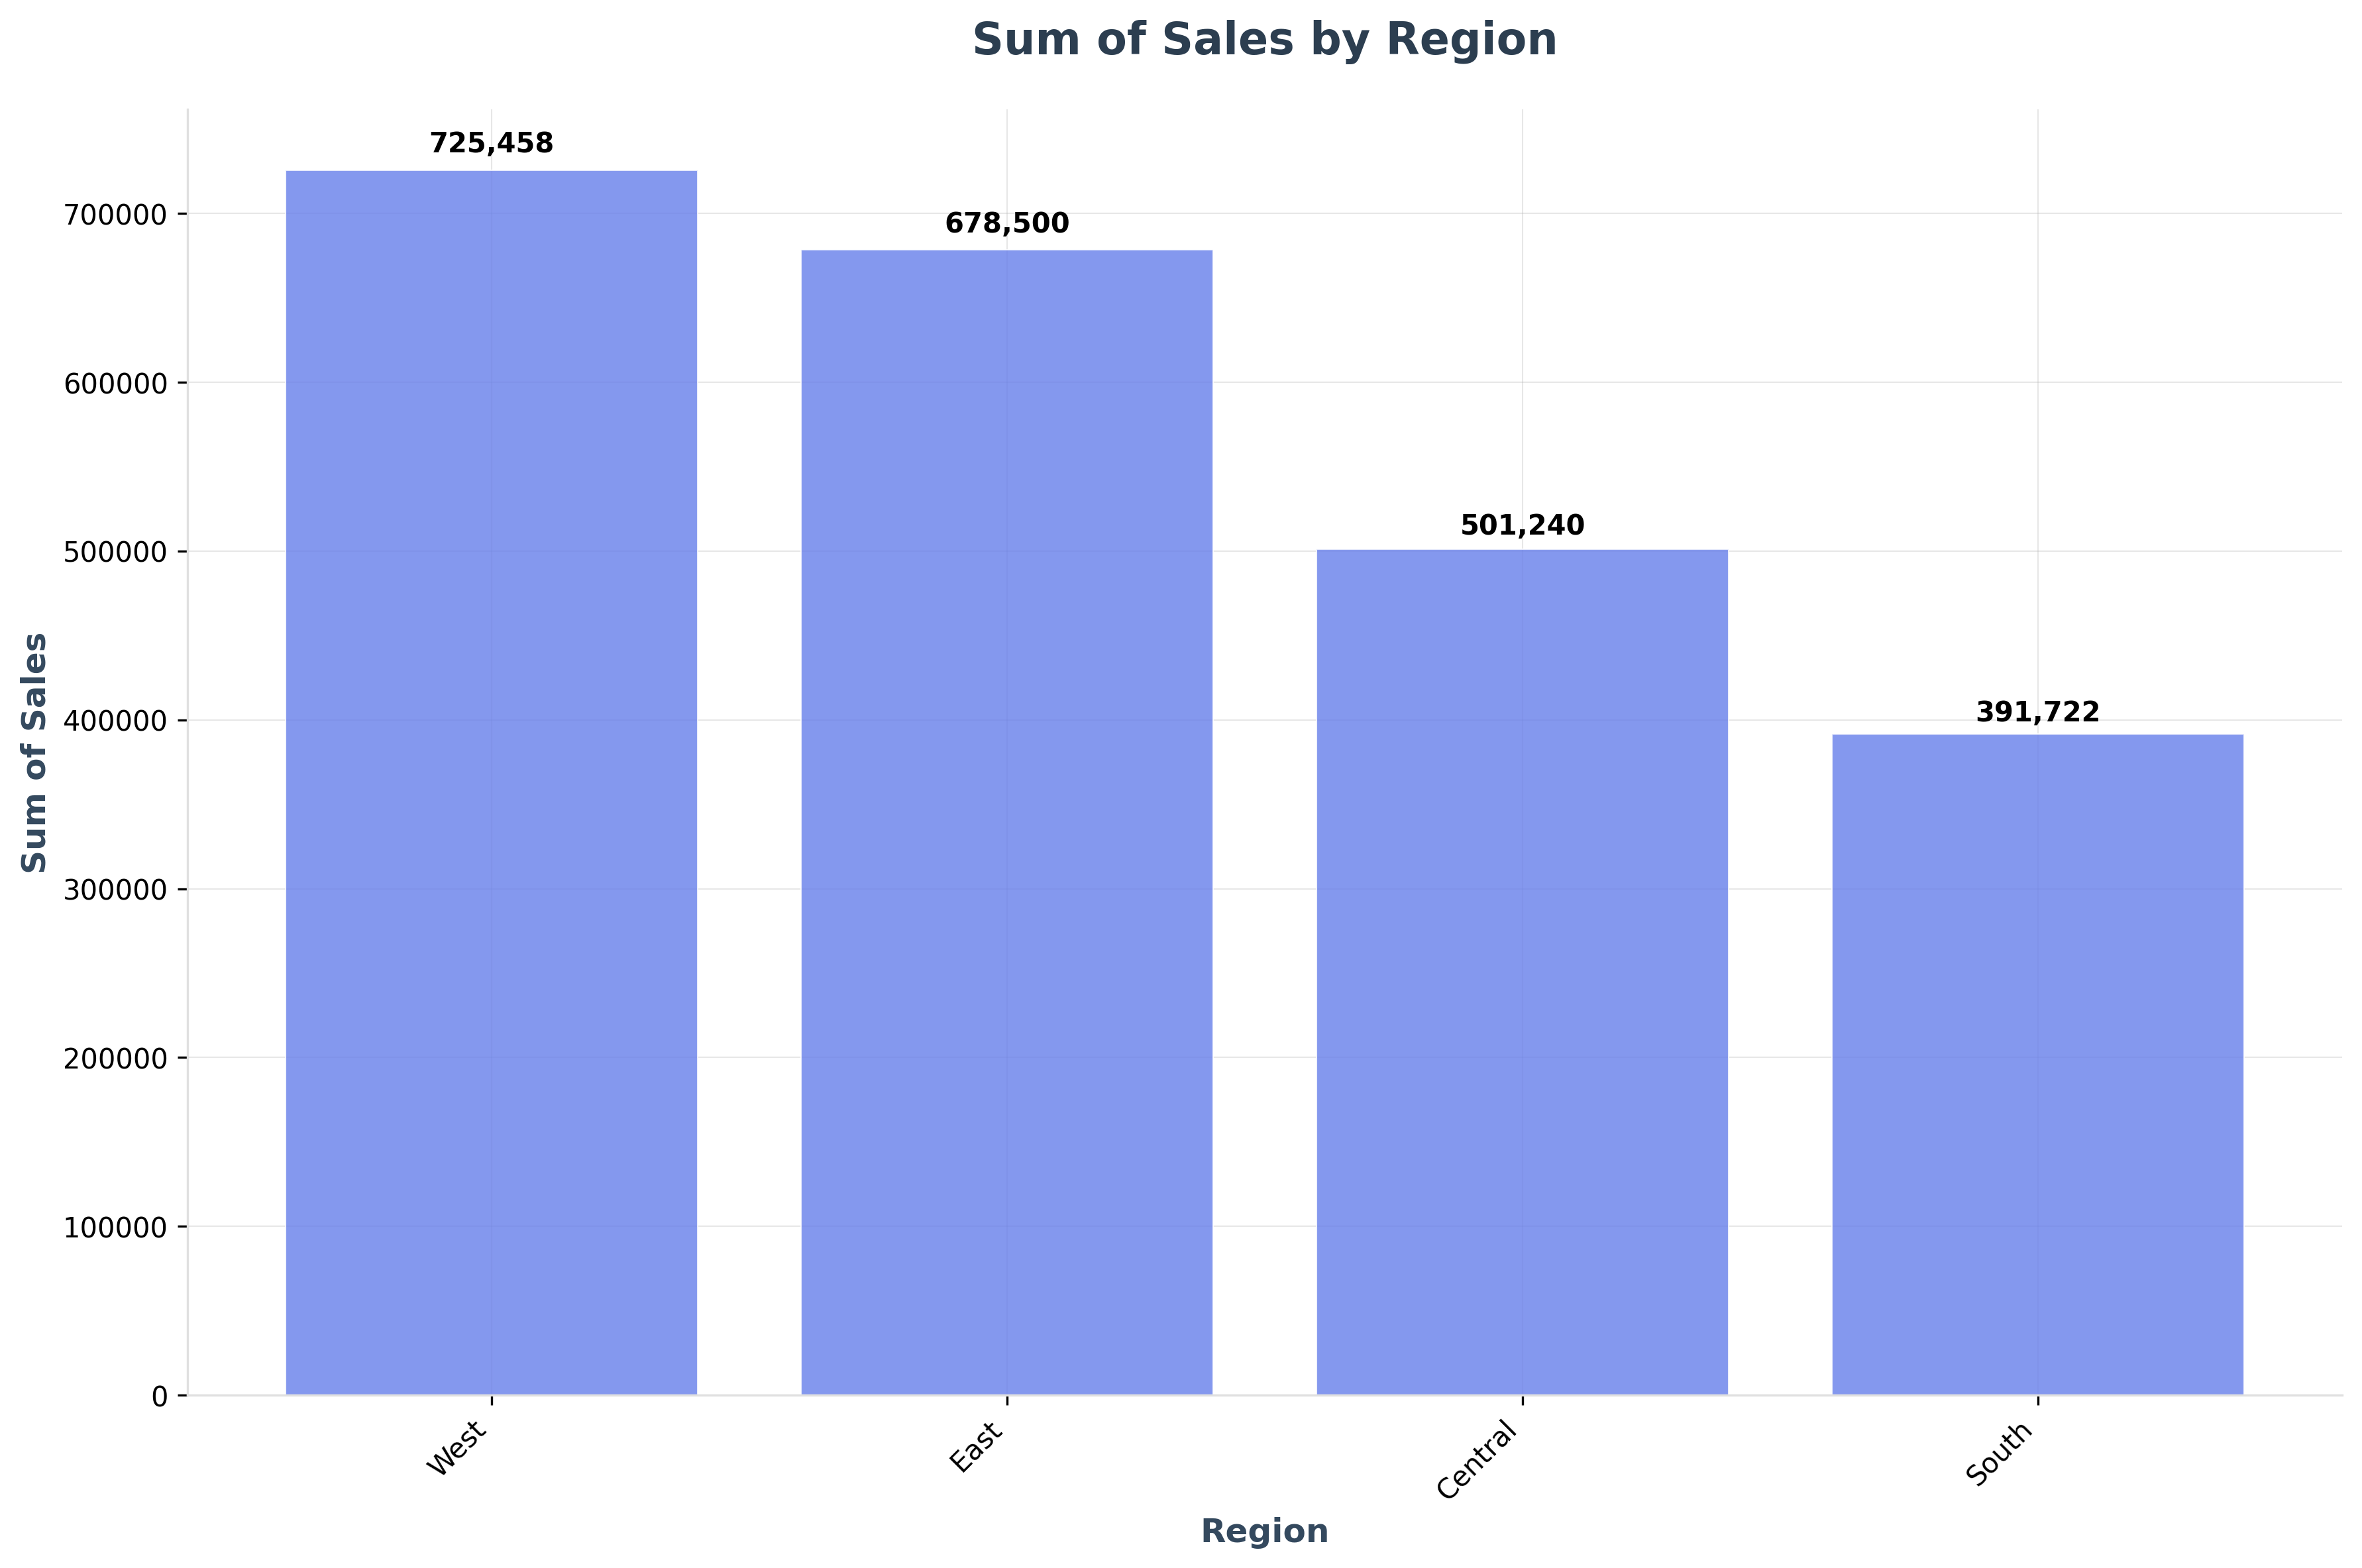 Sum of Sales by Region
725,458
678,500
501,240
391,722
700000
600000
500000
400000
300000
200000
100000
0
Sum of Sales
West
East
Central
South
Region